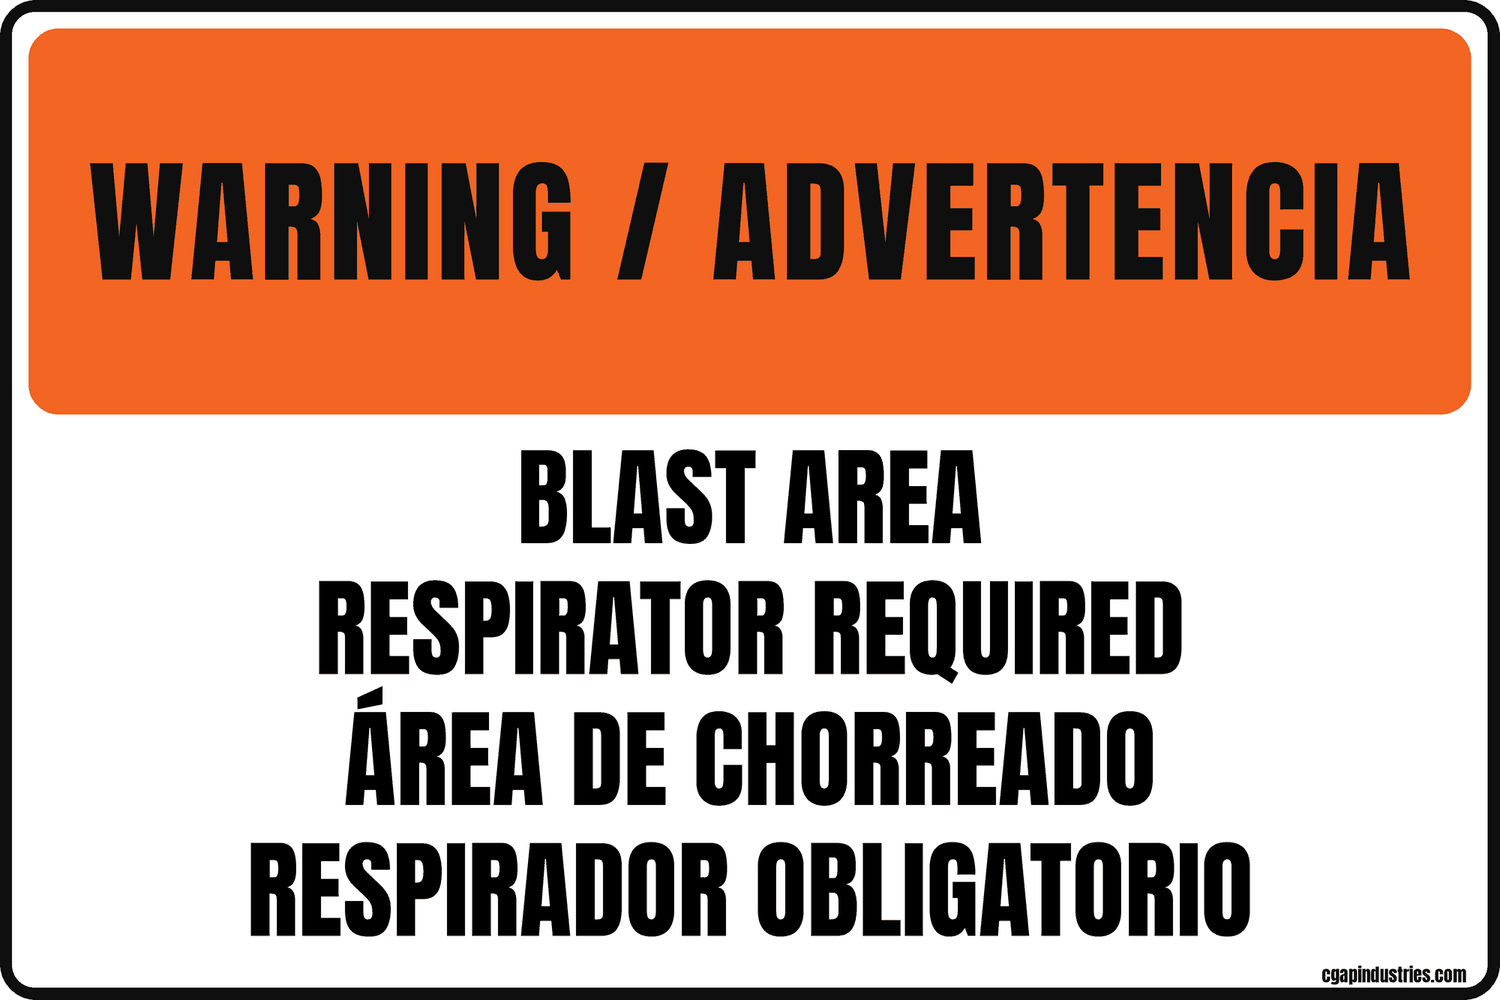 WARNING / ADVERTENCIA
BLAST AREA
RESPIRATOR REQUIRED
ÁREA DE CHORREADO
RESPIRADOR OBLIGATORIO
cgapindustries.com